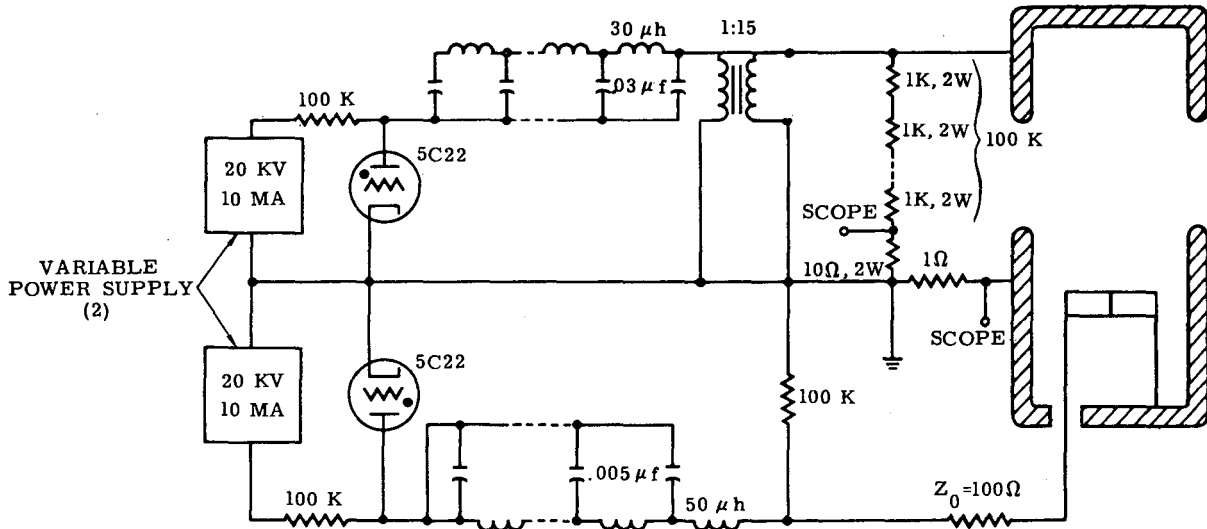 30 μh
1:15
100 K
.03 μf
1K, 2W
1K, 2W
100 K
1K, 2W
5C22
20 KV
10 MA
SCOPE
10Ω, 2W
1Ω
VARIABLE
POWER SUPPLY
(2)
SCOPE
5C22
20 KV
10 MA
100 K
.005 μf
50 μh
100 K
Z₀=100Ω